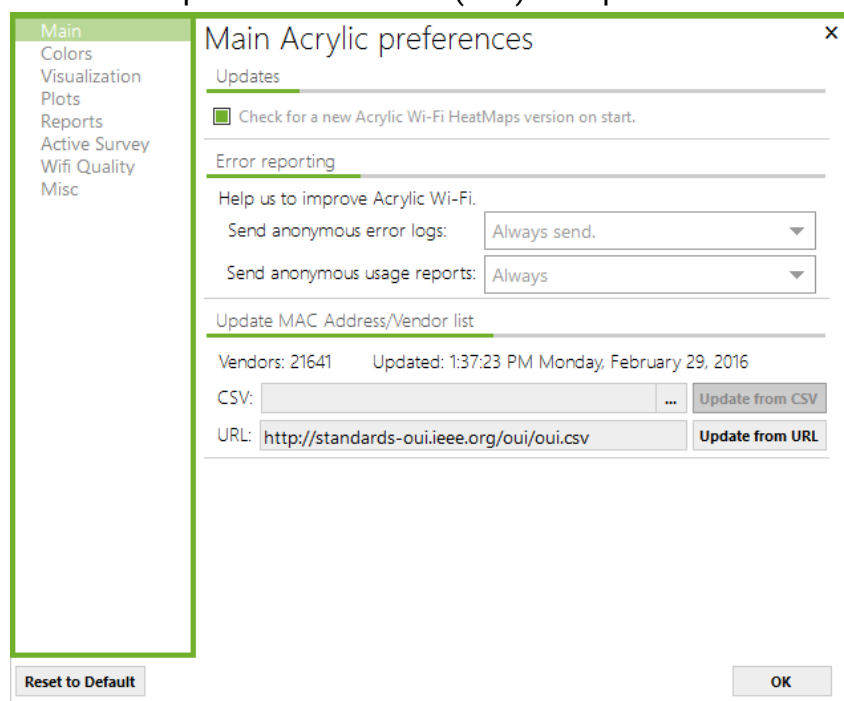 Main
Colors
Visualization
Plots
Reports
Active Survey
Wifi Quality
Misc
Main Acrylic preferences
×
Updates
Check for a new Acrylic Wi-Fi HeatMaps version on start.
Error reporting
Help us to improve Acrylic Wi-Fi.
Send anonymous error logs: Always send.
Send anonymous usage reports: Always
Update MAC Address/Vendor list
Vendors: 21641 Updated: 1:37:23 PM Monday, February 29, 2016
CSV: ... Update from CSV
URL: http://standards-oui.ieee.org/oui/oui.csv Update from URL
Reset to Default OK